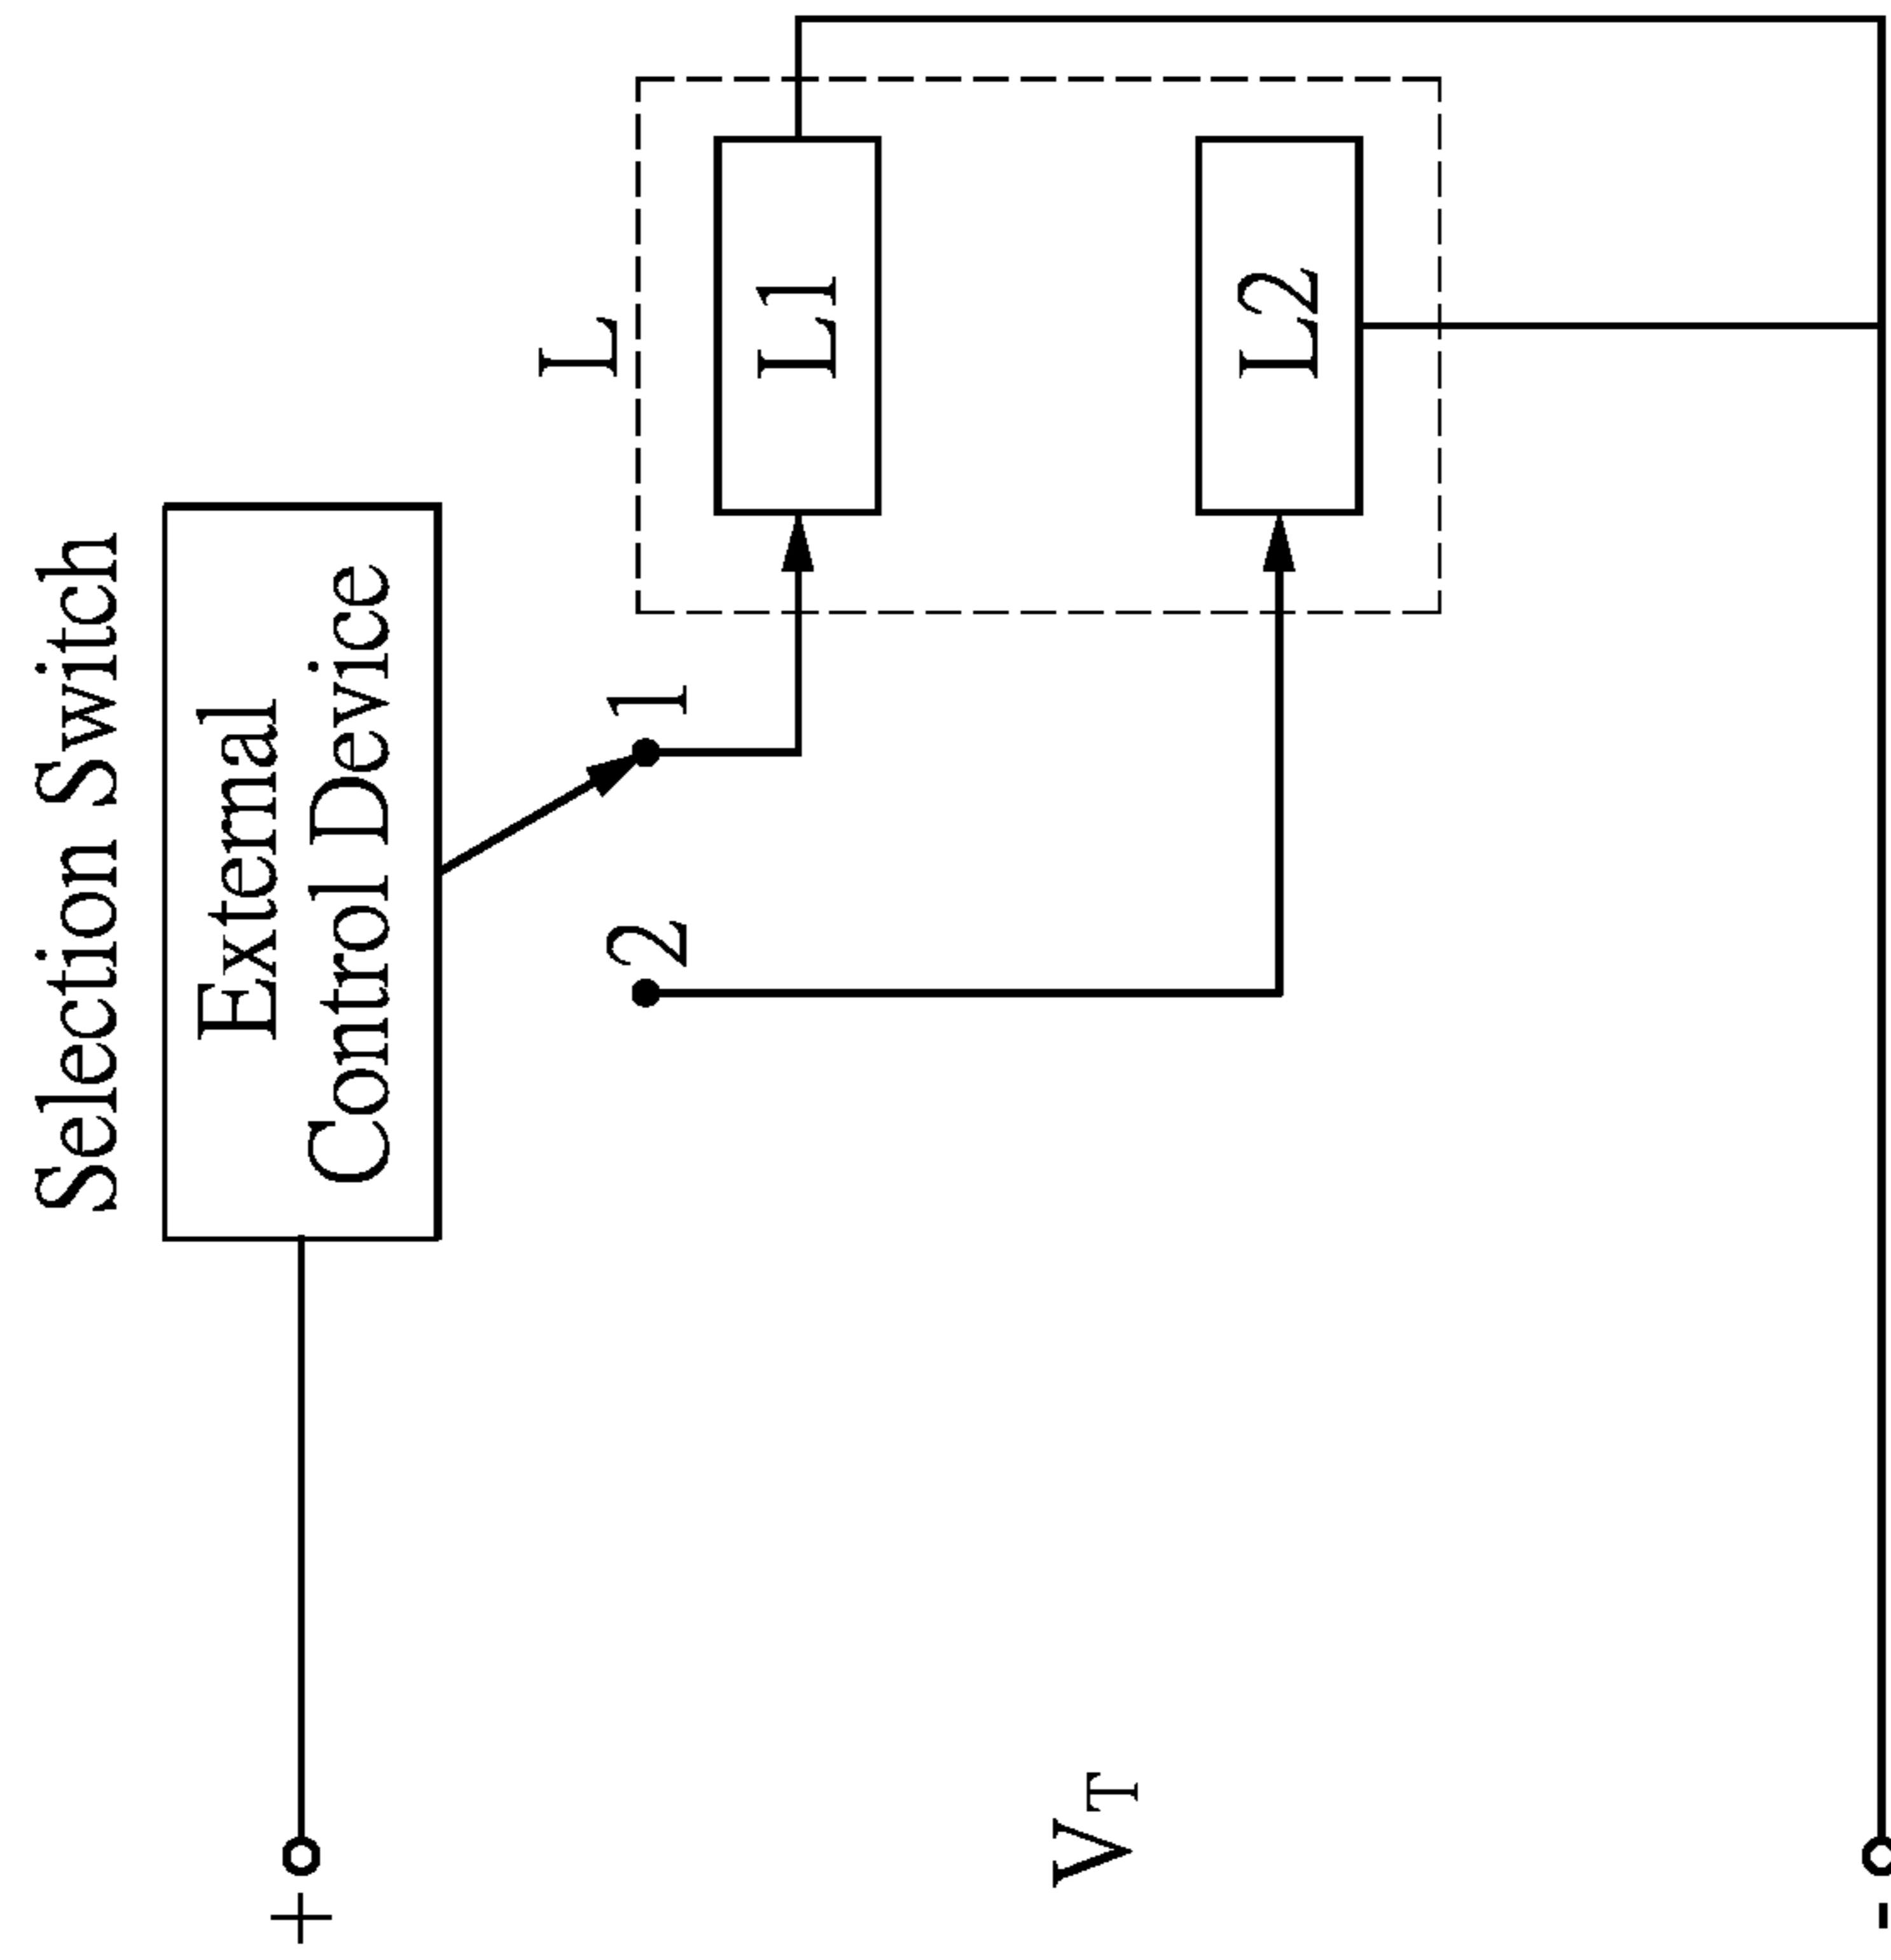 Selection Switch
External
Control Device
+
1
2
L
L1
L2
VT
-